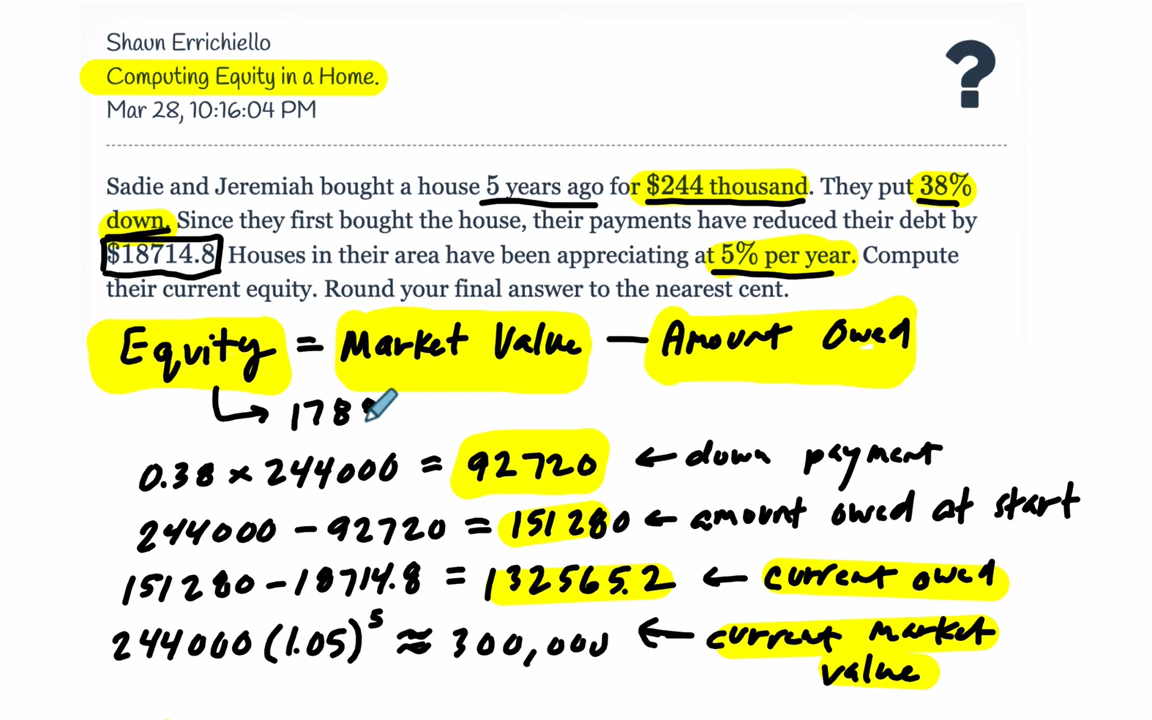 Shaun Errichiello
Computing Equity in a Home.
Mar 28, 10:16:04 PM
?
Sadie and Jeremiah bought a house 5 years ago for $244 thousand. They put 38%
down. Since they first bought the house, their payments have reduced their debt by
$18714.8 Houses in their area have been appreciating at 5% per year. Compute
their current equity. Round your final answer to the nearest cent.
Equity = Market Value — Amount Owed
↳ 178
0.38 × 244000 = 92720 ← down payment
244000 - 92720 = 151280 ← amount owed at start
151280 - 18714.8 = 132565.2 ← current owed
244000 (1.05)⁵ ≈ 300,000 ← current market
value